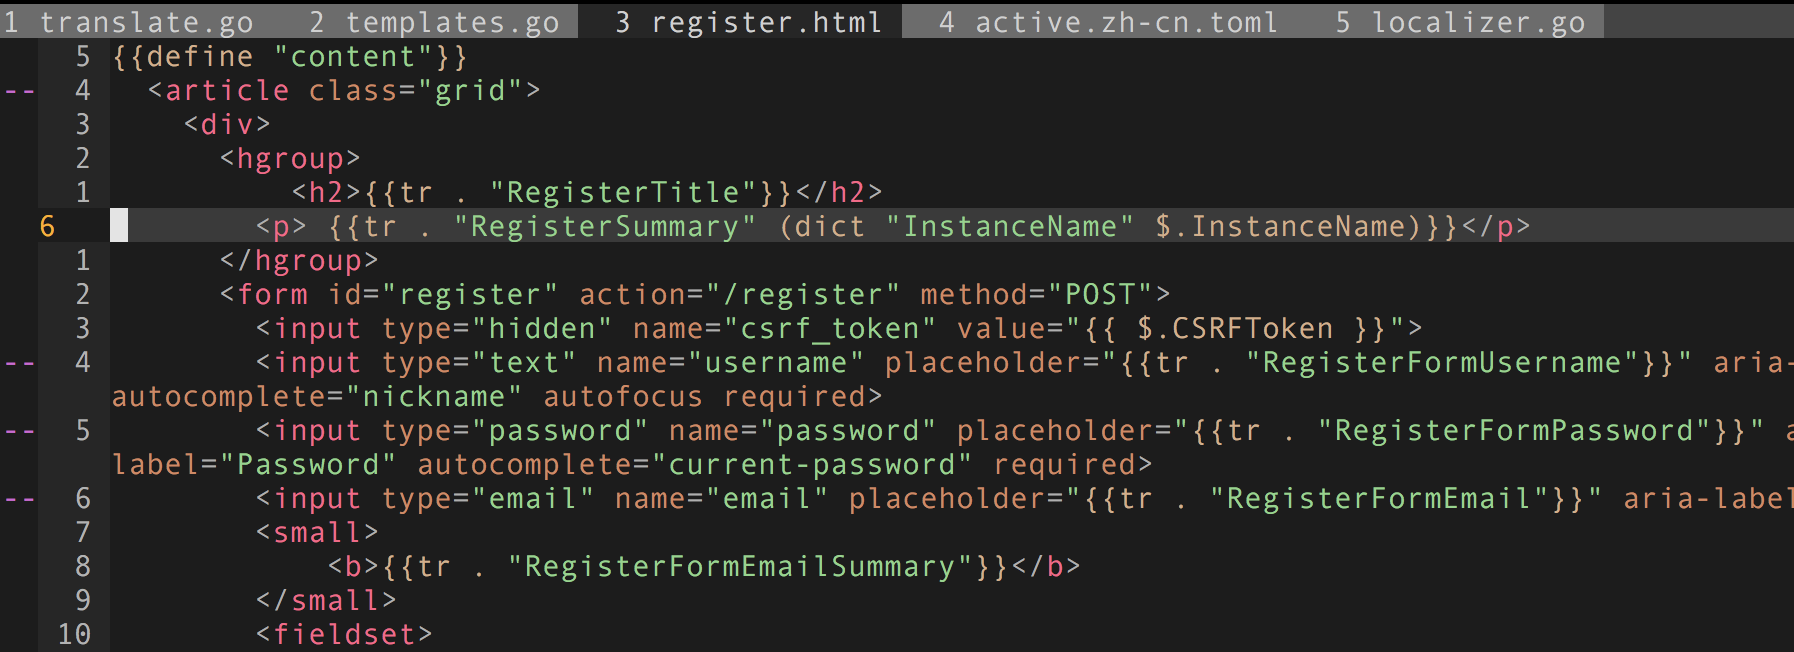 1 translate.go 2 templates.go 3 register.html 4 active.zh-cn.toml 5 localizer.go
5 {{define "content"}}
-- 4 <article class="grid">
3 <div>
2 <hgroup>
1 <h2>{{tr . "RegisterTitle"}}</h2>
6 <p> {{tr . "RegisterSummary" (dict "InstanceName" $.InstanceName)}}</p>
1 </hgroup>
2 <form id="register" action="/register" method="POST">
3 <input type="hidden" name="csrf_token" value="{{ $.CSRFToken }}">
-- 4 <input type="text" name="username" placeholder="{{tr . "RegisterFormUsername"}}" aria-
autocomplete="nickname" autofocus required>
-- 5 <input type="password" name="password" placeholder="{{tr . "RegisterFormPassword"}}" a
label="Password" autocomplete="current-password" required>
-- 6 <input type="email" name="email" placeholder="{{tr . "RegisterFormEmail"}}" aria-label
7 <small>
8 <b>{{tr . "RegisterFormEmailSummary"}}</b>
9 </small>
10 <fieldset>